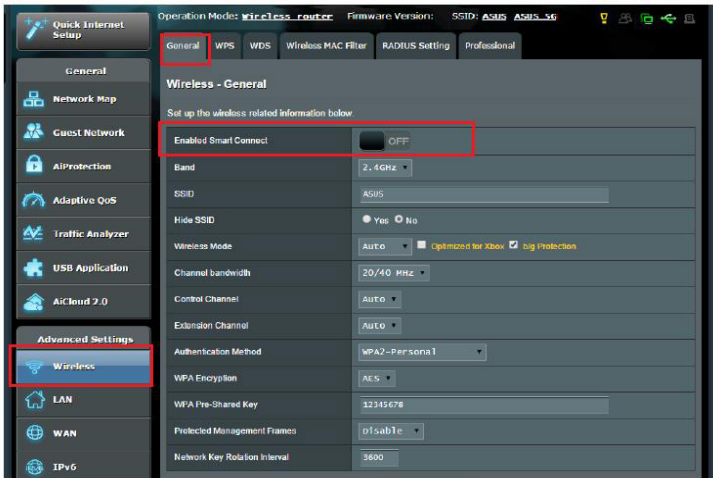 Quick Internet
Setup
Operation Mode: Wireless router Firmware Version: SSID: ASUS ASUS_5G
General WPS WDS Wireless MAC Filter RADIUS Setting Professional
General
Network Map
Guest Network
AiProtection
Adaptive QoS
Traffic Analyzer
USB Application
AiCloud 2.0
Advanced Settings
Wireless
LAN
WAN
IPv6
Wireless - General
Set up the wireless related information below.
Enabled Smart Connect OFF
Band 2.4GHz
SSID ASUS
Hide SSID Yes No
Wireless Mode Auto Optimized for Xbox b/g Protection
Channel bandwidth 20/40 MHz
Control Channel Auto
Extension Channel Auto
Authentication Method WPA2-Personal
WPA Encryption AES
WPA Pre-Shared Key 12345678
Protected Management Frames Disable
Network Key Rotation Interval 3600